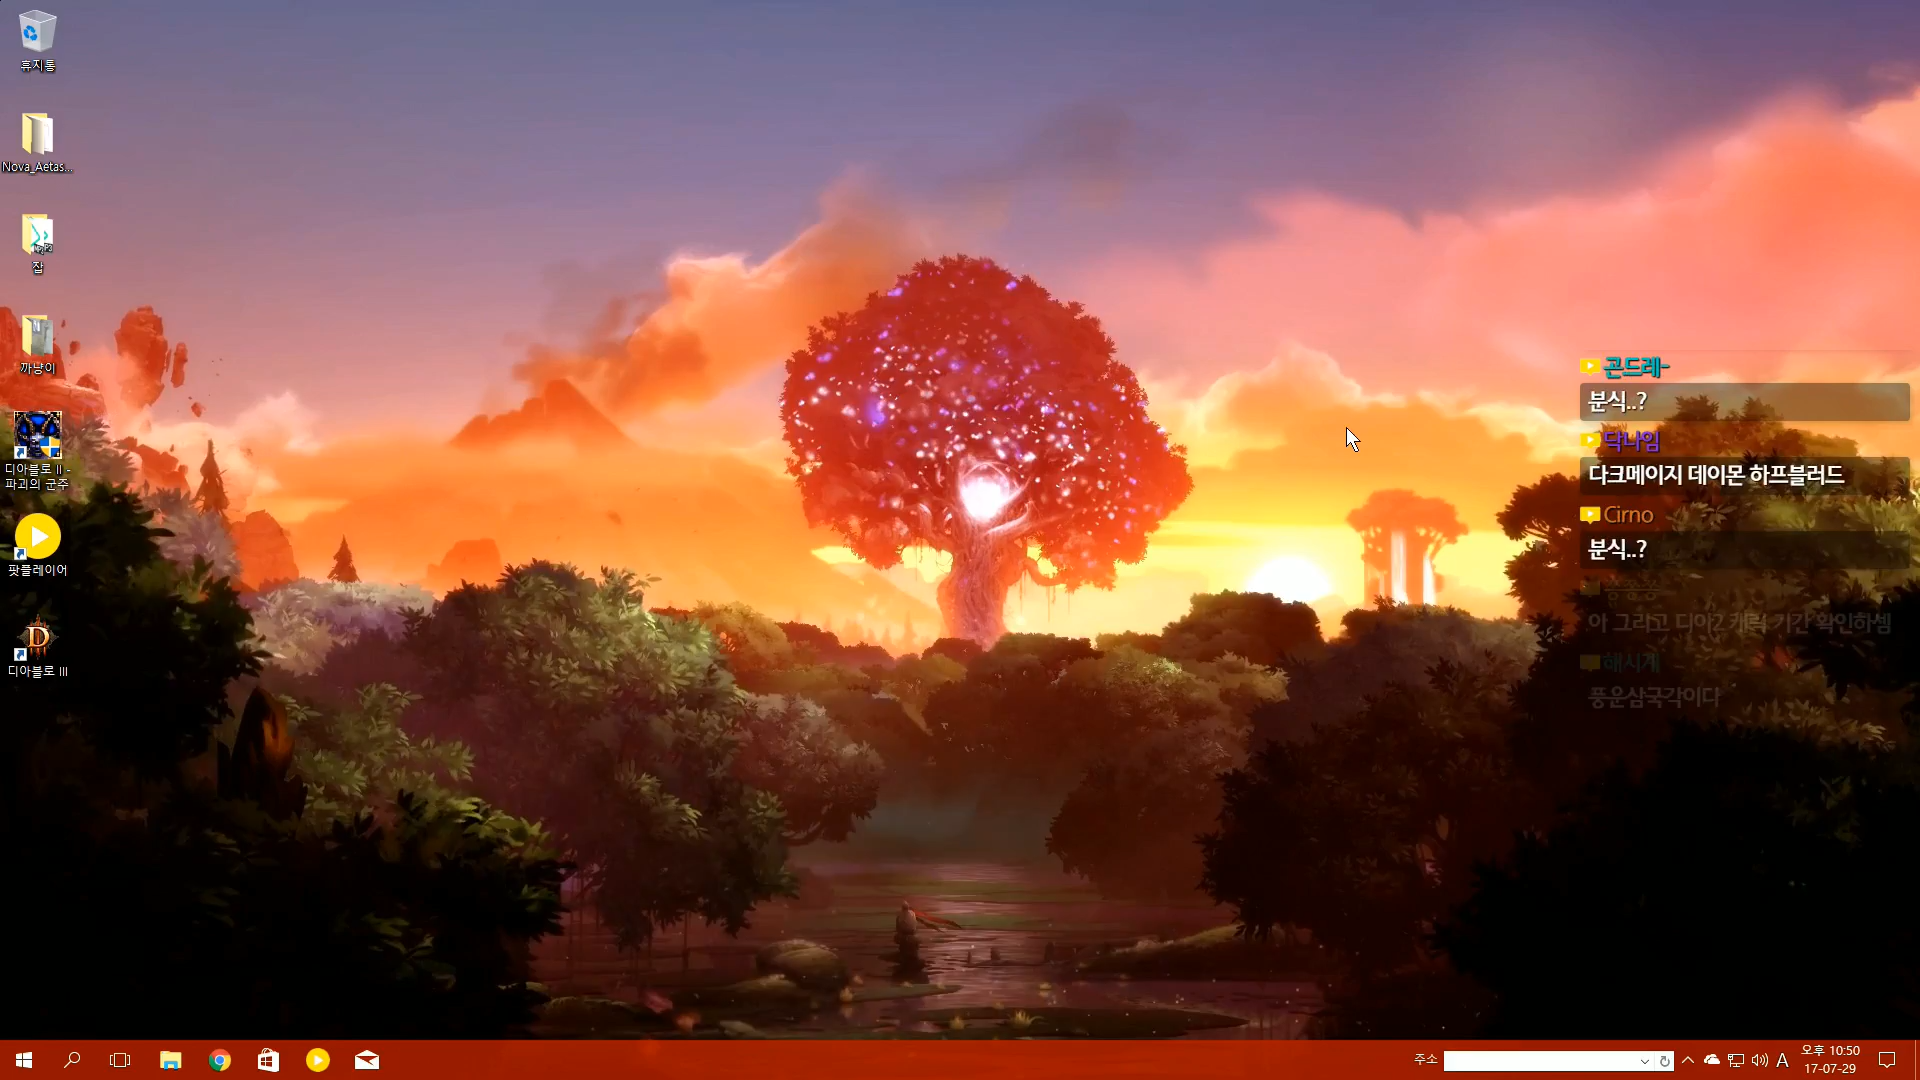 휴지통
Nova_Aetas...
잡
까냥이
디아블로 II -
파괴의 군주
팟플레이어
디아블로 III
곤드레-
분식..?
닥나임
다크메이지 데이몬 하프블러드
Cirno
분식..?
아 그리고 디아2 캐릭 기간 확인하셈
해시계
풍운삼국각이다
주소
A
오후 10:50
17-07-29